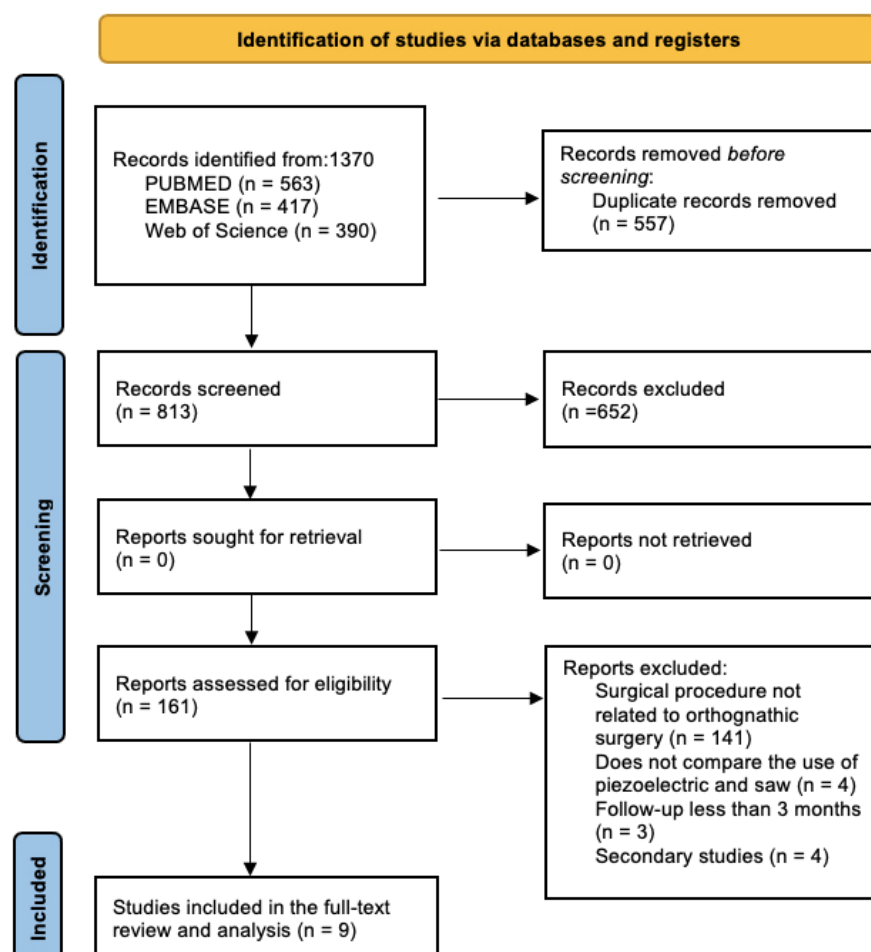 Identification of studies via databases and registers
Identification
Records identified from:1370
PUBMED (n = 563)
EMBASE (n = 417)
Web of Science (n = 390)
Records removed before
screening:
Duplicate records removed
(n = 557)
Screening
Records screened
(n = 813)
Records excluded
(n =652)
Reports sought for retrieval
(n = 0)
Reports not retrieved
(n = 0)
Reports assessed for eligibility
(n = 161)
Reports excluded:
Surgical procedure not
related to orthognathic
surgery (n = 141)
Does not compare the use of
piezoelectric and saw (n = 4)
Follow-up less than 3 months
(n = 3)
Secondary studies (n = 4)
Included
Studies included in the full-text
review and analysis (n = 9)